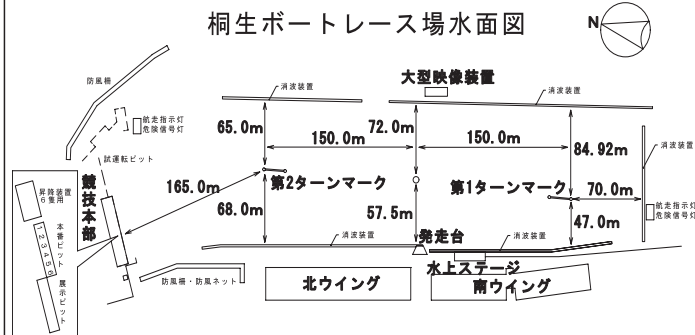 桐生ボートレース場水面図
N
防風柵
大型映像装置
消波装置
消波装置
航走指示灯
危険信号灯
65.0m
72.0m
150.0m
150.0m
84.92m
消波装置
試運転ピット
165.0m
第2ターンマーク
第1ターンマーク
70.0m
昇降装置
6隻用
競技本部
68.0m
57.5m
47.0m
航走指示灯
危険信号灯
本番ピット
1 2 3 4 5 6
消波装置
発走台
消波装置
水上ステージ
展示ピット
防風柵・防風ネット
北ウイング
南ウイング